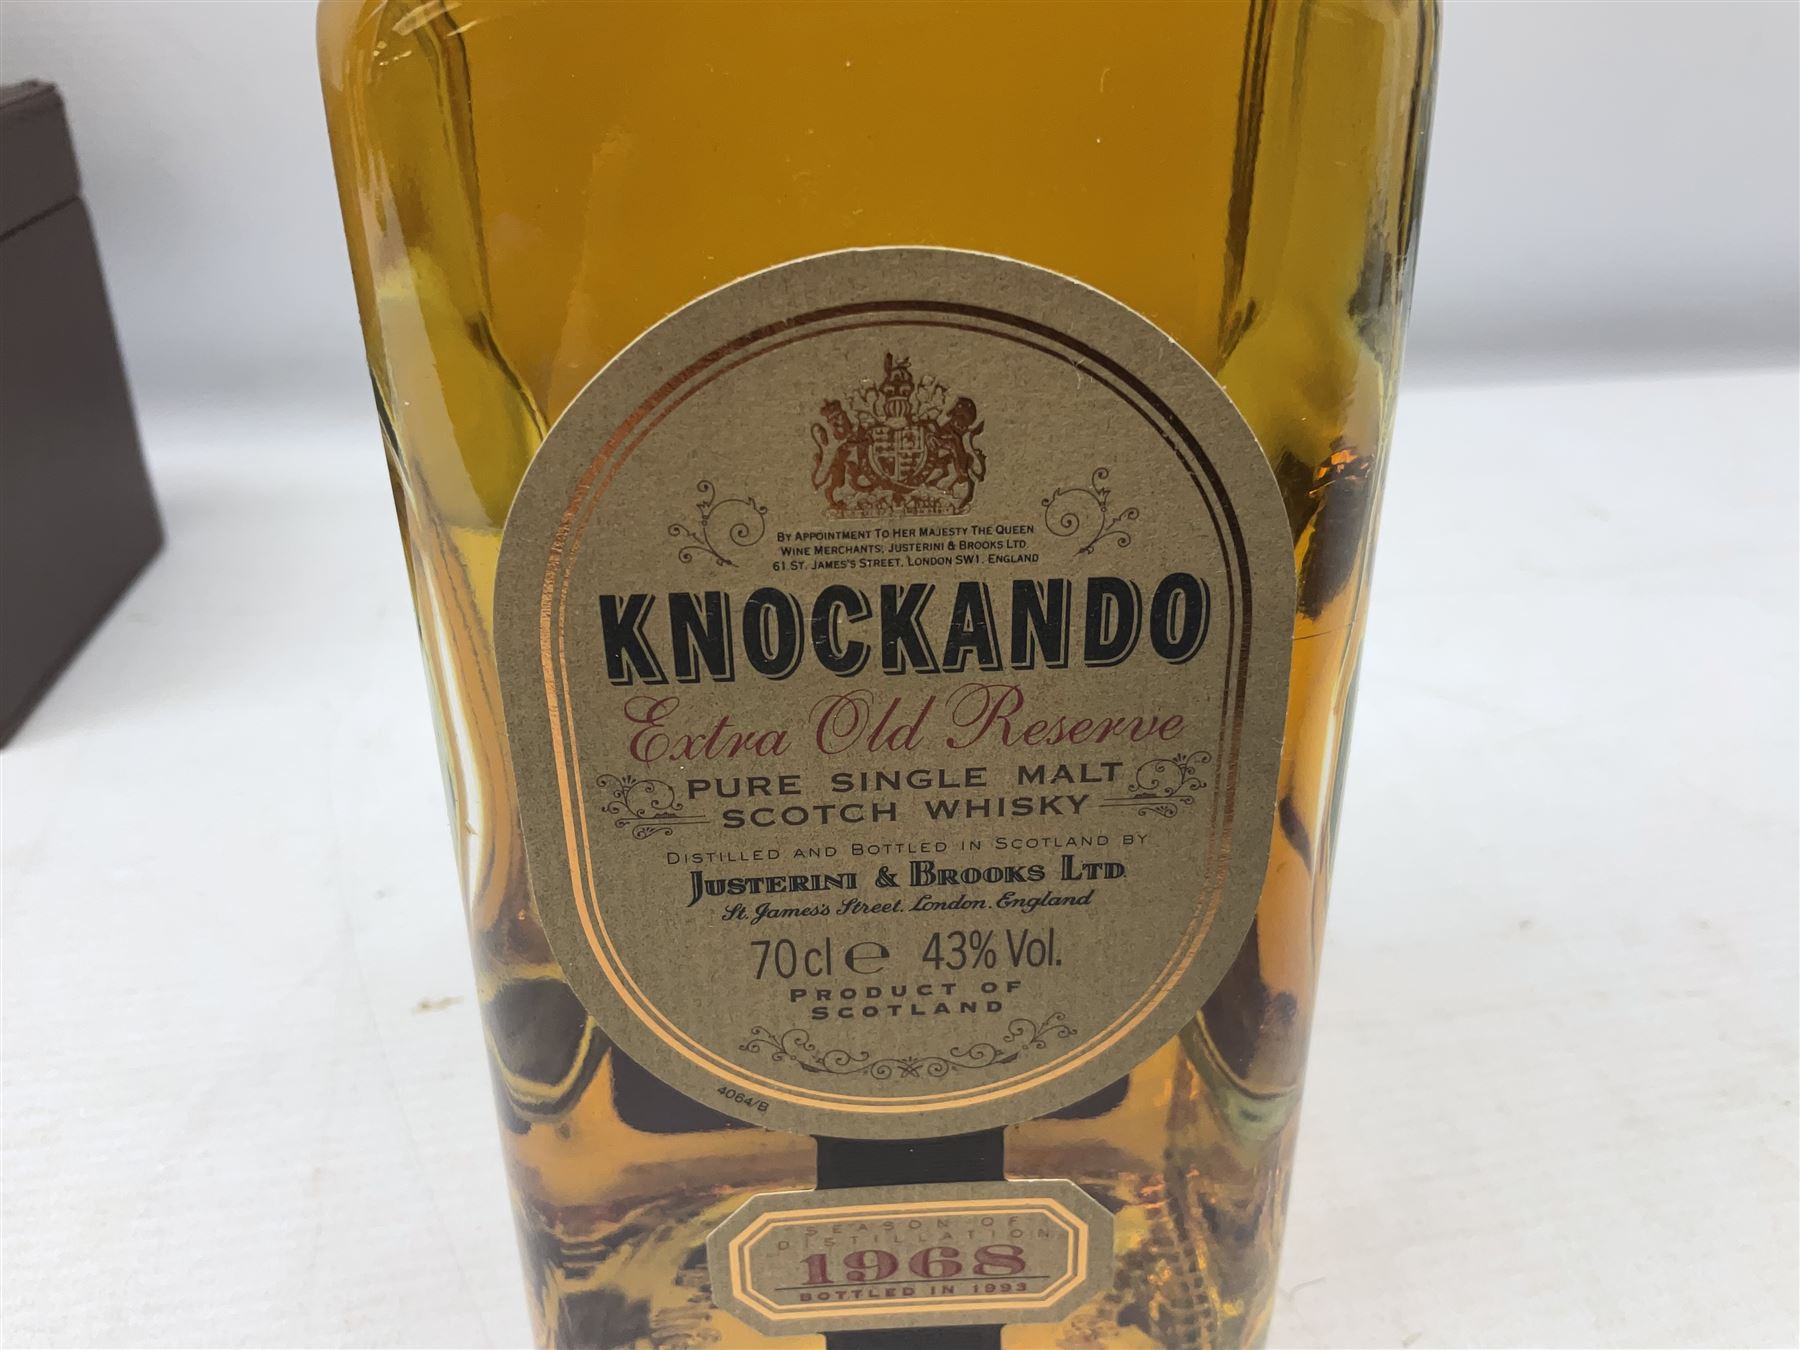 BY APPOINTMENT TO HER MAJESTY THE QUEEN
WINE MERCHANTS, JUSTERINI & BROOKS LTD.
61 ST. JAMES'S STREET, LONDON SW1. ENGLAND
KNOCKANDO
Extra Old Reserve
PURE SINGLE MALT
SCOTCH WHISKY
DISTILLED AND BOTTLED IN SCOTLAND BY
JUSTERINI & BROOKS LTD.
St. James's Street. London. England
70cl e 43% Vol.
PRODUCT OF
SCOTLAND
4064/B
SEASON OF
DISTILLATION
1968
BOTTLED IN 1993